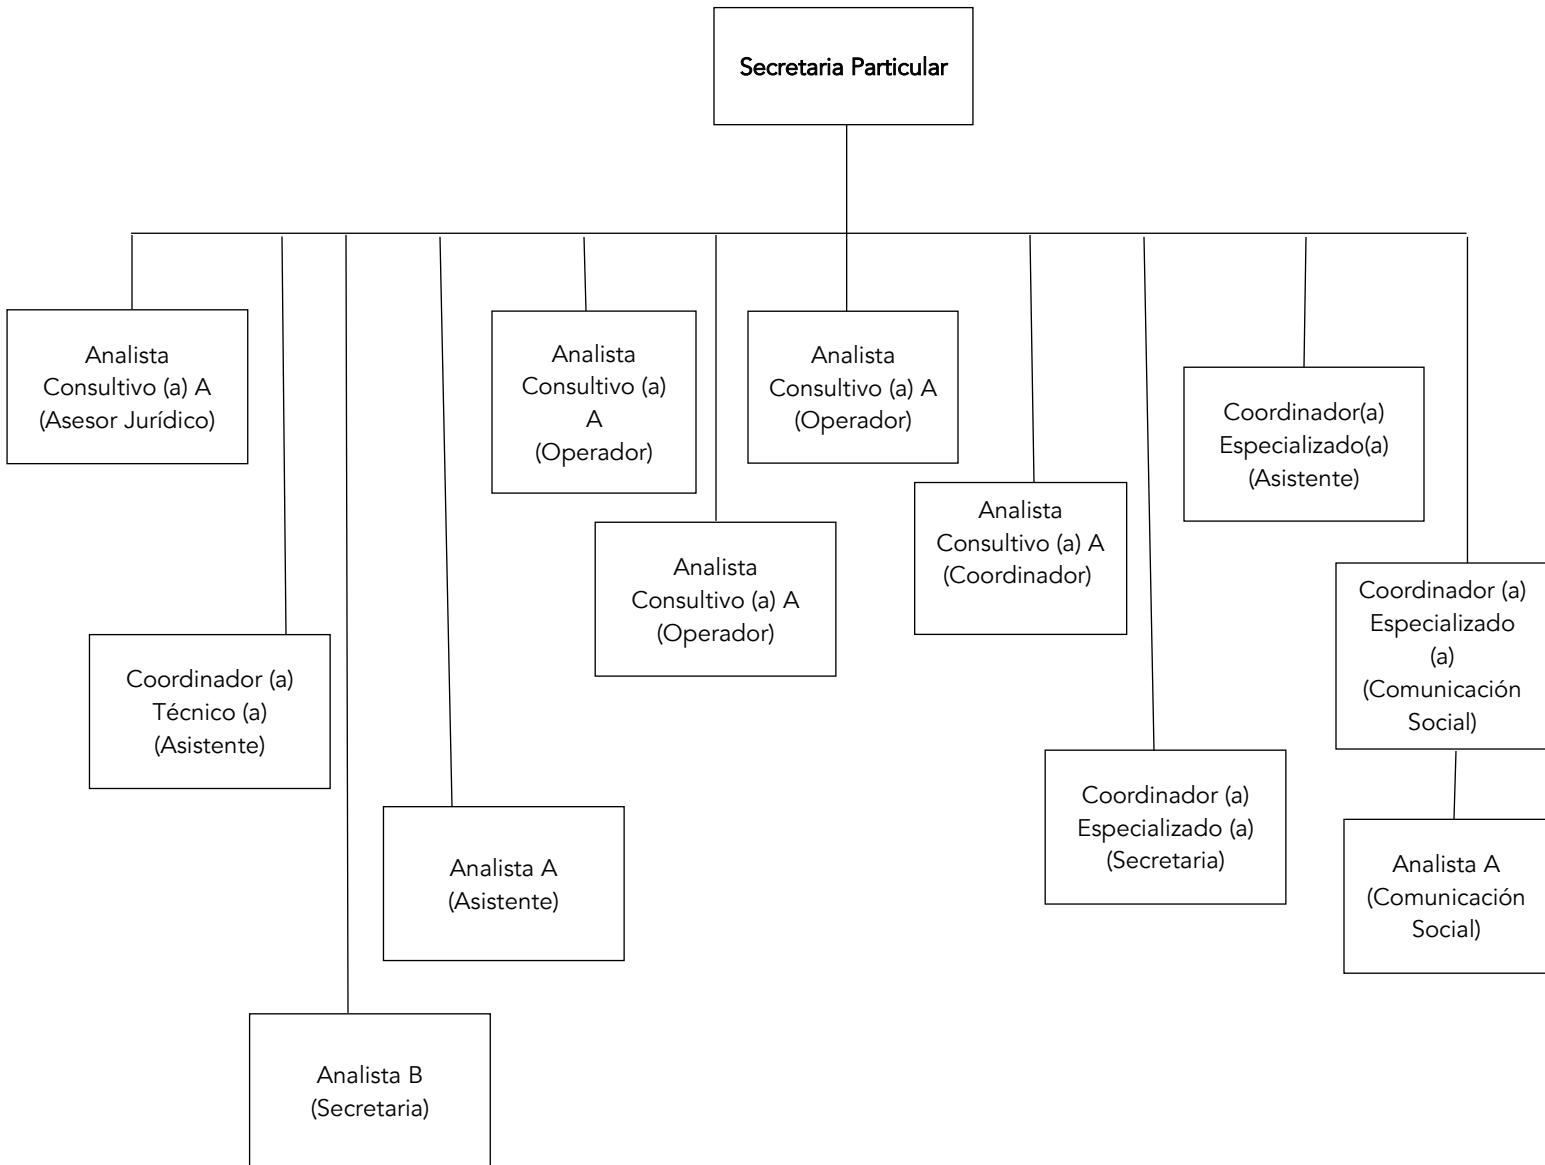 Secretaria Particular
Analista
Consultivo (a) A
(Asesor Jurídico)
Analista
Consultivo (a)
A
(Operador)
Analista
Consultivo (a) A
(Operador)
Coordinador(a)
Especializado(a)
(Asistente)
Analista
Consultivo (a) A
(Coordinador)
Analista
Consultivo (a) A
(Operador)
Coordinador (a)
Especializado
(a)
(Comunicación
Social)
Coordinador (a)
Técnico (a)
(Asistente)
Coordinador (a)
Especializado (a)
(Secretaria)
Analista A
(Asistente)
Analista A
(Comunicación
Social)
Analista B
(Secretaria)